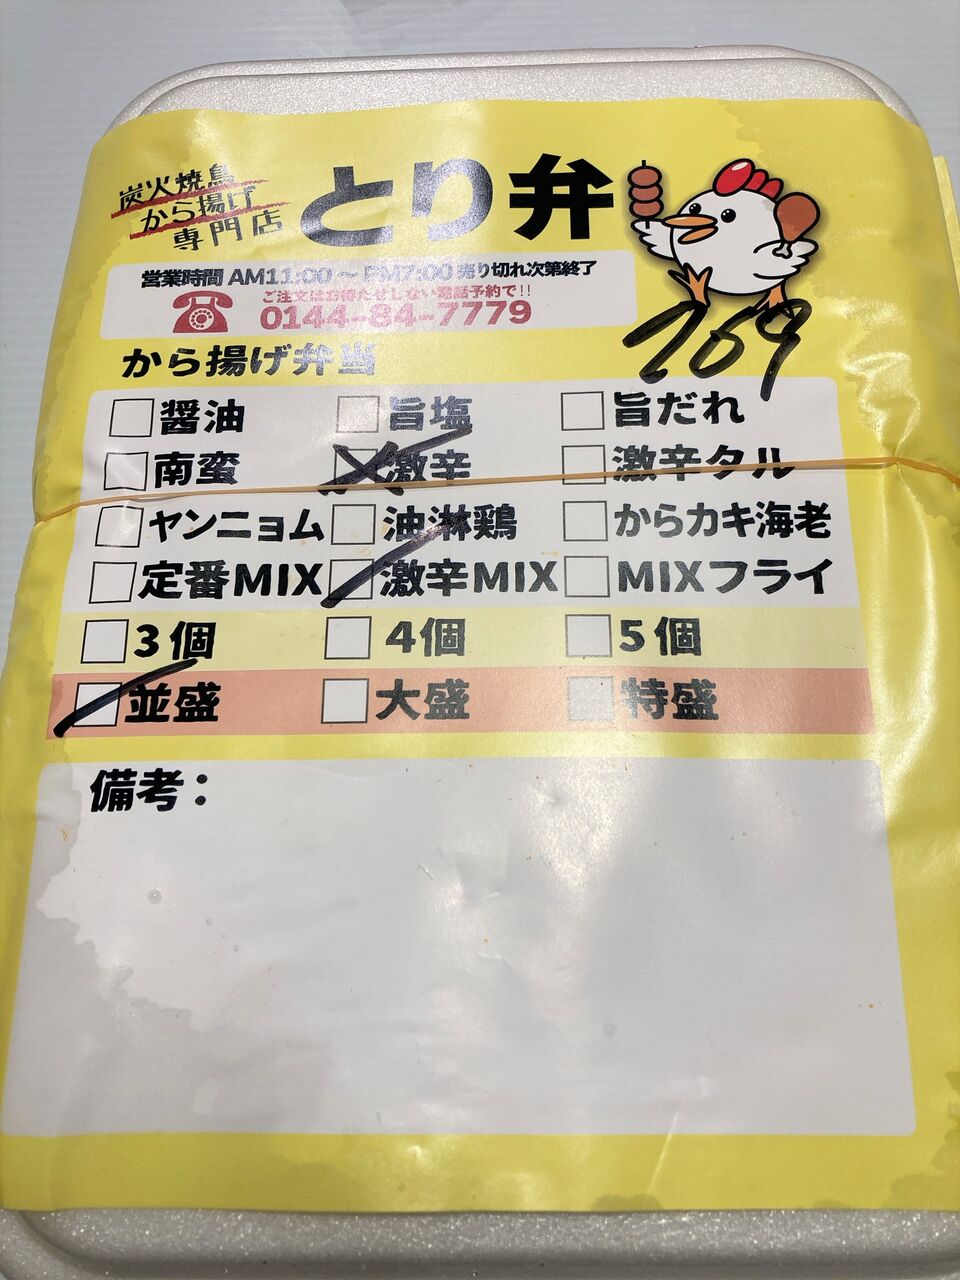 炭火焼鳥
から揚げ
専門店
とり弁
営業時間 AM11:00 〜 PM7:00 売り切れ次第終了
ご注文はお待たせしない電話予約で!!
0144-84-7779
269
から揚げ弁当
醤油 旨塩 旨だれ
南蛮 激辛 激辛タル
ヤンニョム 油淋鶏 からカキ海老
定番MIX 激辛MIX MIXフライ
3個 4個 5個
並盛 大盛 特盛
備考：